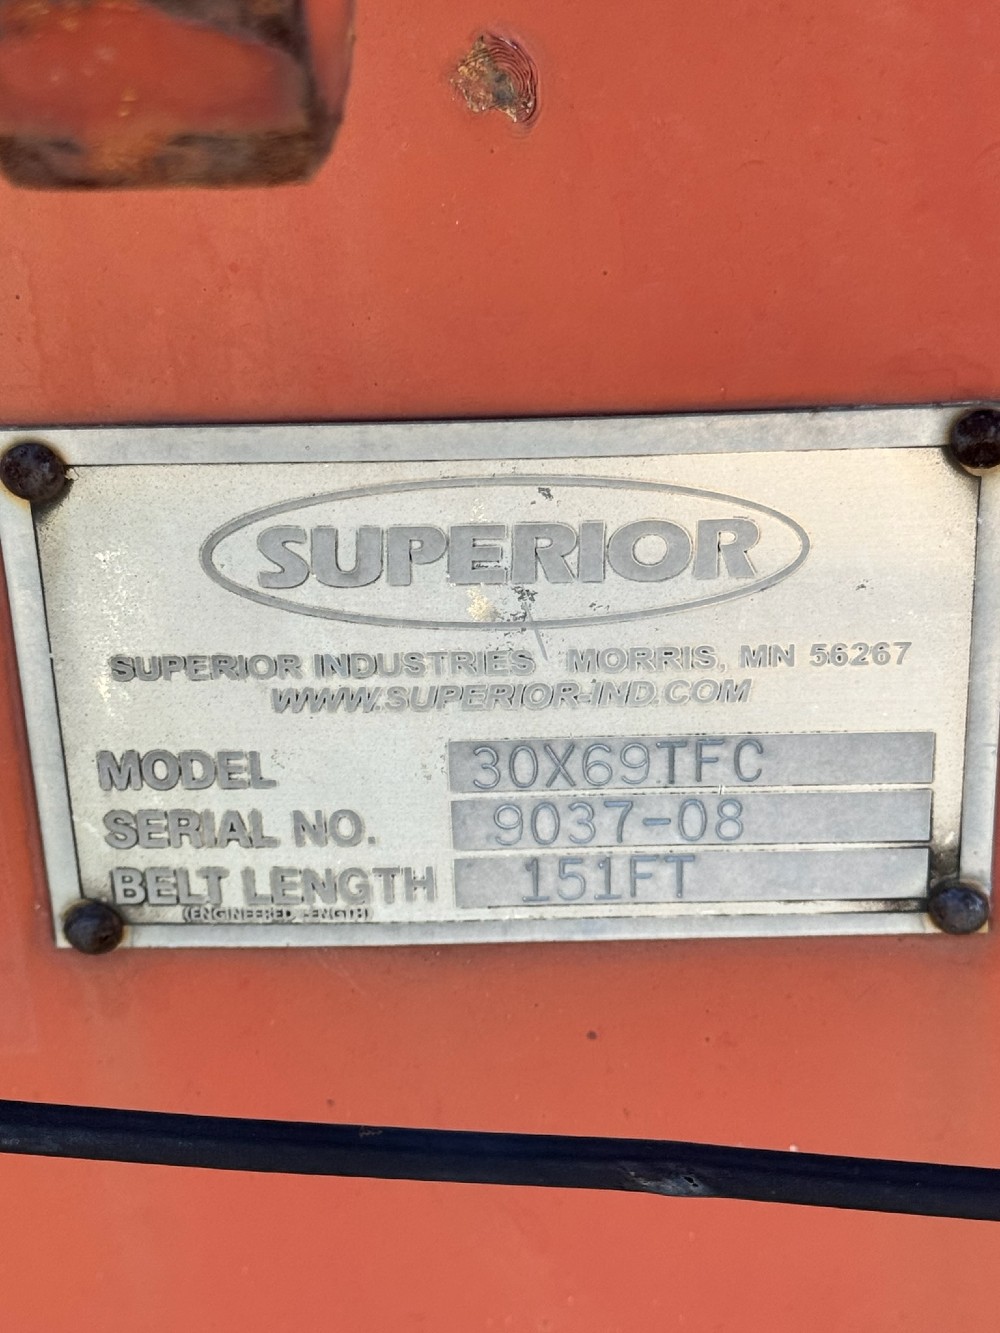 SUPERIOR
SUPERIOR INDUSTRIES MORRIS, MN 56267
WWW.SUPERIOR-IND.COM
MODEL 30X69TFC
SERIAL NO. 9037-08
BELT LENGTH 151FT
(ENGINEERED LENGTH)